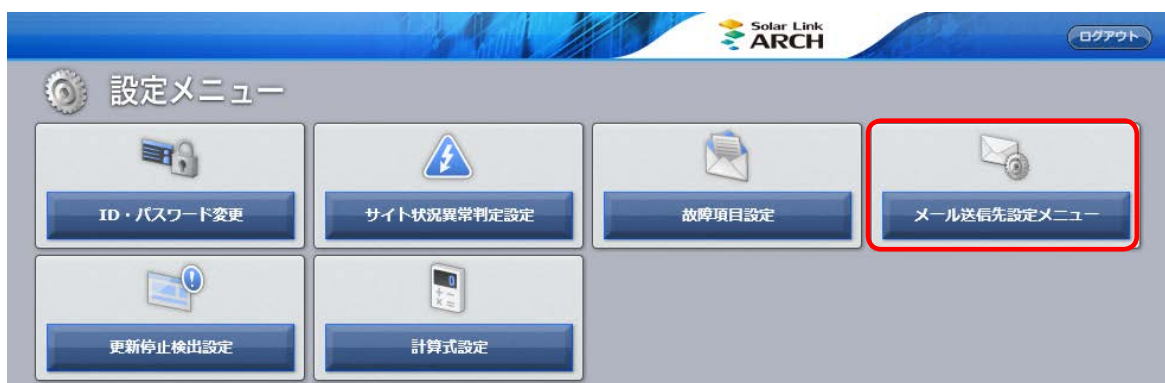 Solar Link
ARCH
ログアウト
設定メニュー
ID・パスワード変更
サイト状況異常判定設定
故障項目設定
メール送信先設定メニュー
更新停止検出設定
計算式設定